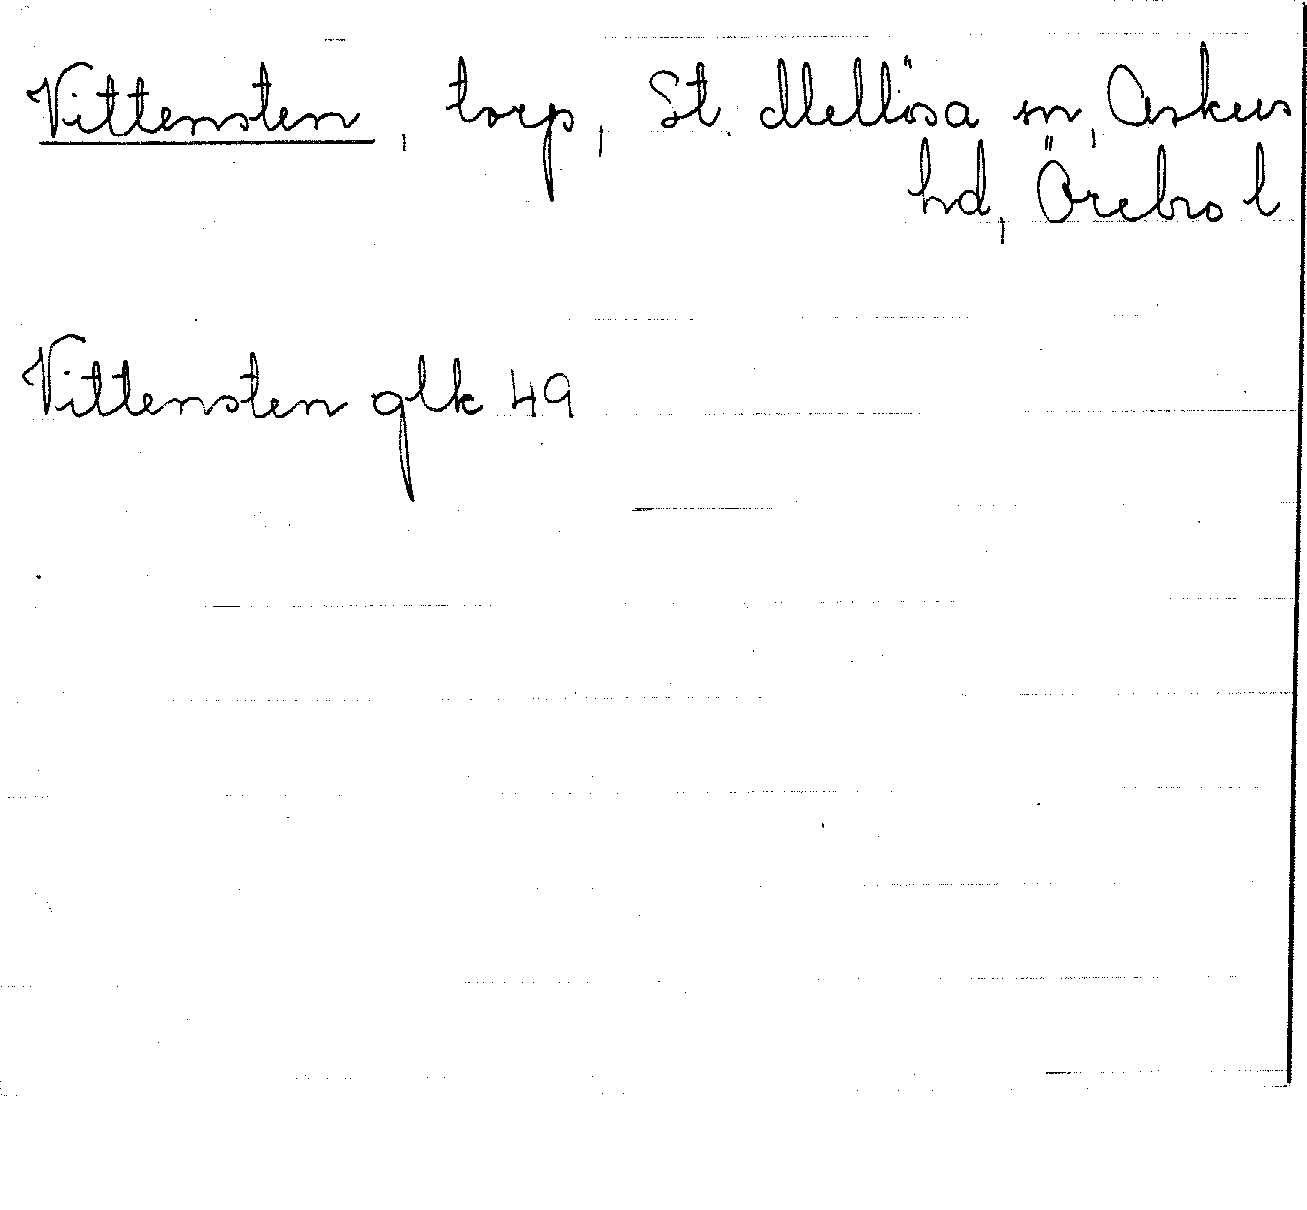 Vittensten, torp, St. Mellösa sn, Askers
hd, Örebro l
Vittensten glk 49